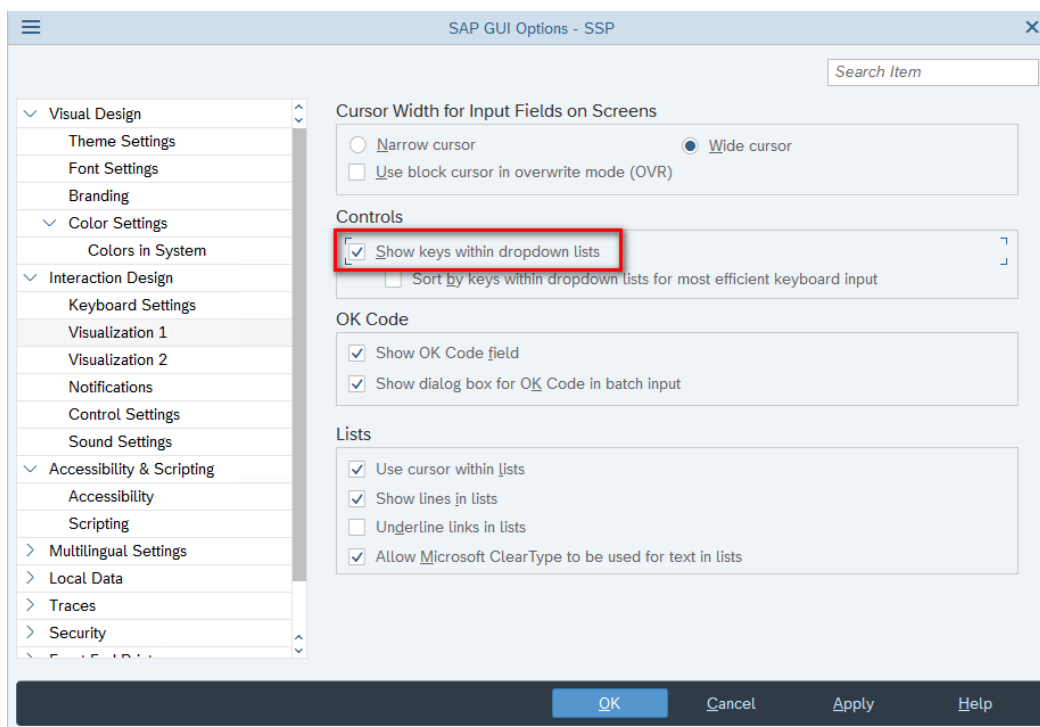 SAP GUI Options - SSP
Search Item
Visual Design
Theme Settings
Font Settings
Branding
Color Settings
Colors in System
Interaction Design
Keyboard Settings
Visualization 1
Visualization 2
Notifications
Control Settings
Sound Settings
Accessibility & Scripting
Accessibility
Scripting
Multilingual Settings
Local Data
Traces
Security
Cursor Width for Input Fields on Screens
Narrow cursor
Wide cursor
Use block cursor in overwrite mode (OVR)
Controls
Show keys within dropdown lists
Sort by keys within dropdown lists for most efficient keyboard input
OK Code
Show OK Code field
Show dialog box for OK Code in batch input
Lists
Use cursor within lists
Show lines in lists
Underline links in lists
Allow Microsoft ClearType to be used for text in lists
OK
Cancel
Apply
Help